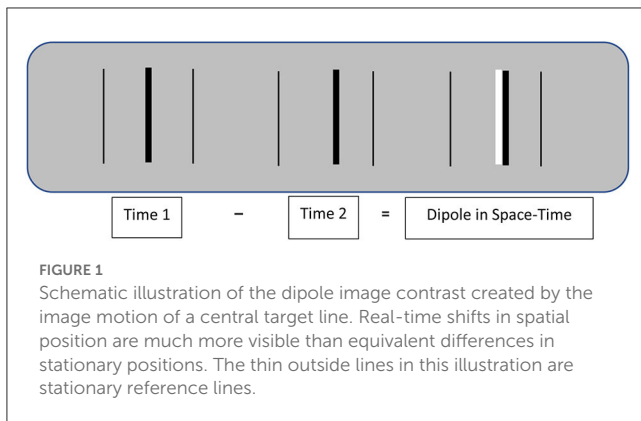 Time 1 – Time 2 = Dipole in Space-Time
FIGURE 1
Schematic illustration of the dipole image contrast created by the
image motion of a central target line. Real-time shifts in spatial
position are much more visible than equivalent differences in
stationary positions. The thin outside lines in this illustration are
stationary reference lines.